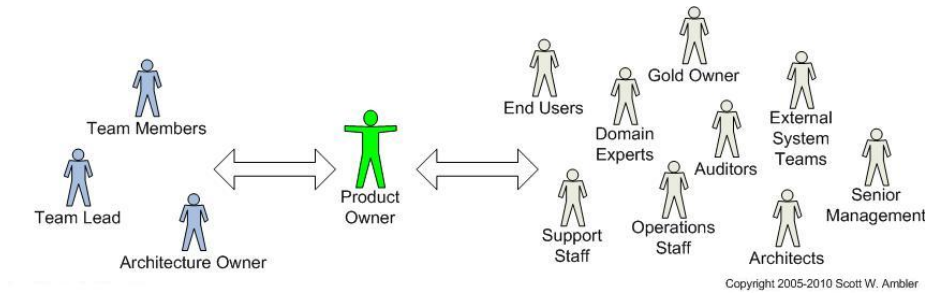 Team Members
Team Lead
Architecture Owner
Product
Owner
End Users
Gold Owner
Domain
Experts
External
System
Teams
Auditors
Senior
Management
Support
Staff
Operations
Staff
Architects
Copyright 2005-2010 Scott W. Ambler